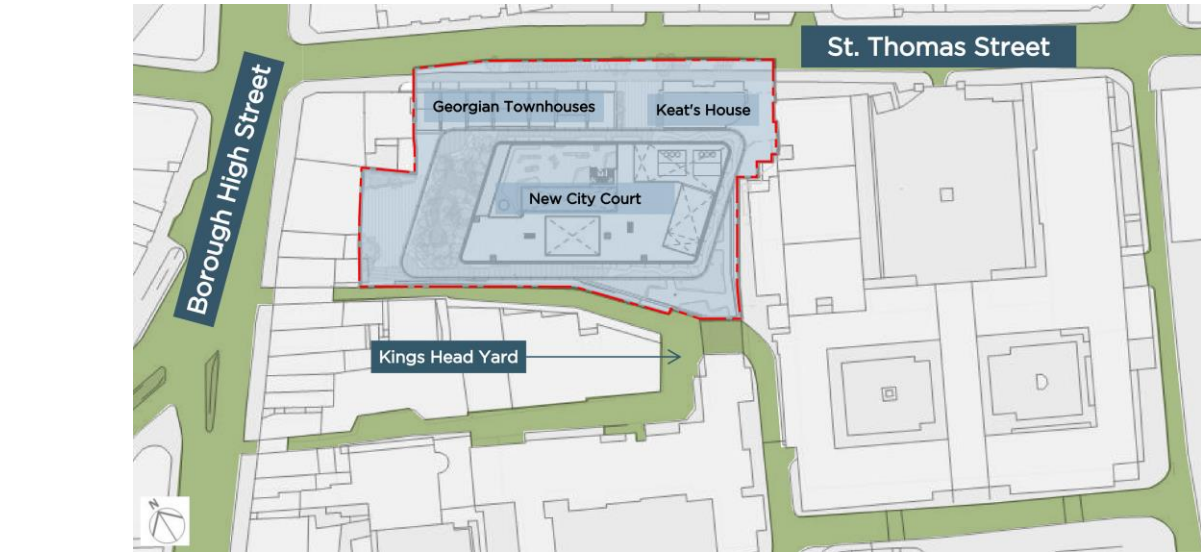 St. Thomas Street
Borough High Street
Georgian Townhouses
Keat's House
New City Court
Kings Head Yard
N